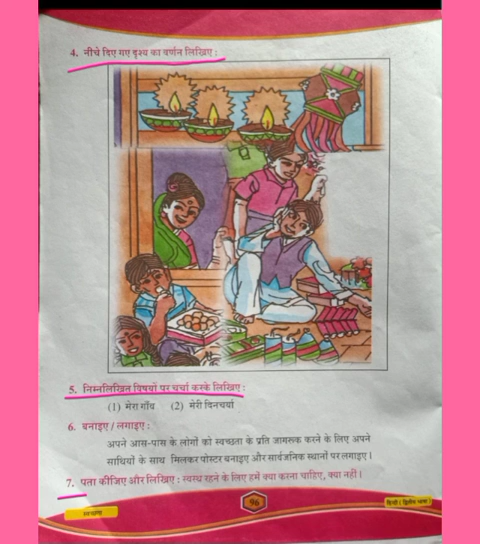 4. नीचे दिए गए दृश्य का वर्णन लिखिए :
5. निम्नलिखित विषयों पर चर्चा करके लिखिए :
(1) मेरा गाँव (2) मेरी दिनचर्या
6. बनाइए / लगाइए :
अपने आस-पास के लोगों को स्वच्छता के प्रति जागरूक करने के लिए अपने
साथियों के साथ मिलकर पोस्टर बनाइए और सार्वजनिक स्थानों पर लगाइए।
7. पता कीजिए और लिखिए : स्वस्थ रहने के लिए हमें क्या करना चाहिए, क्या नहीं।
स्वाध्याय
96
हिन्दी ( द्वितीय भाषा )